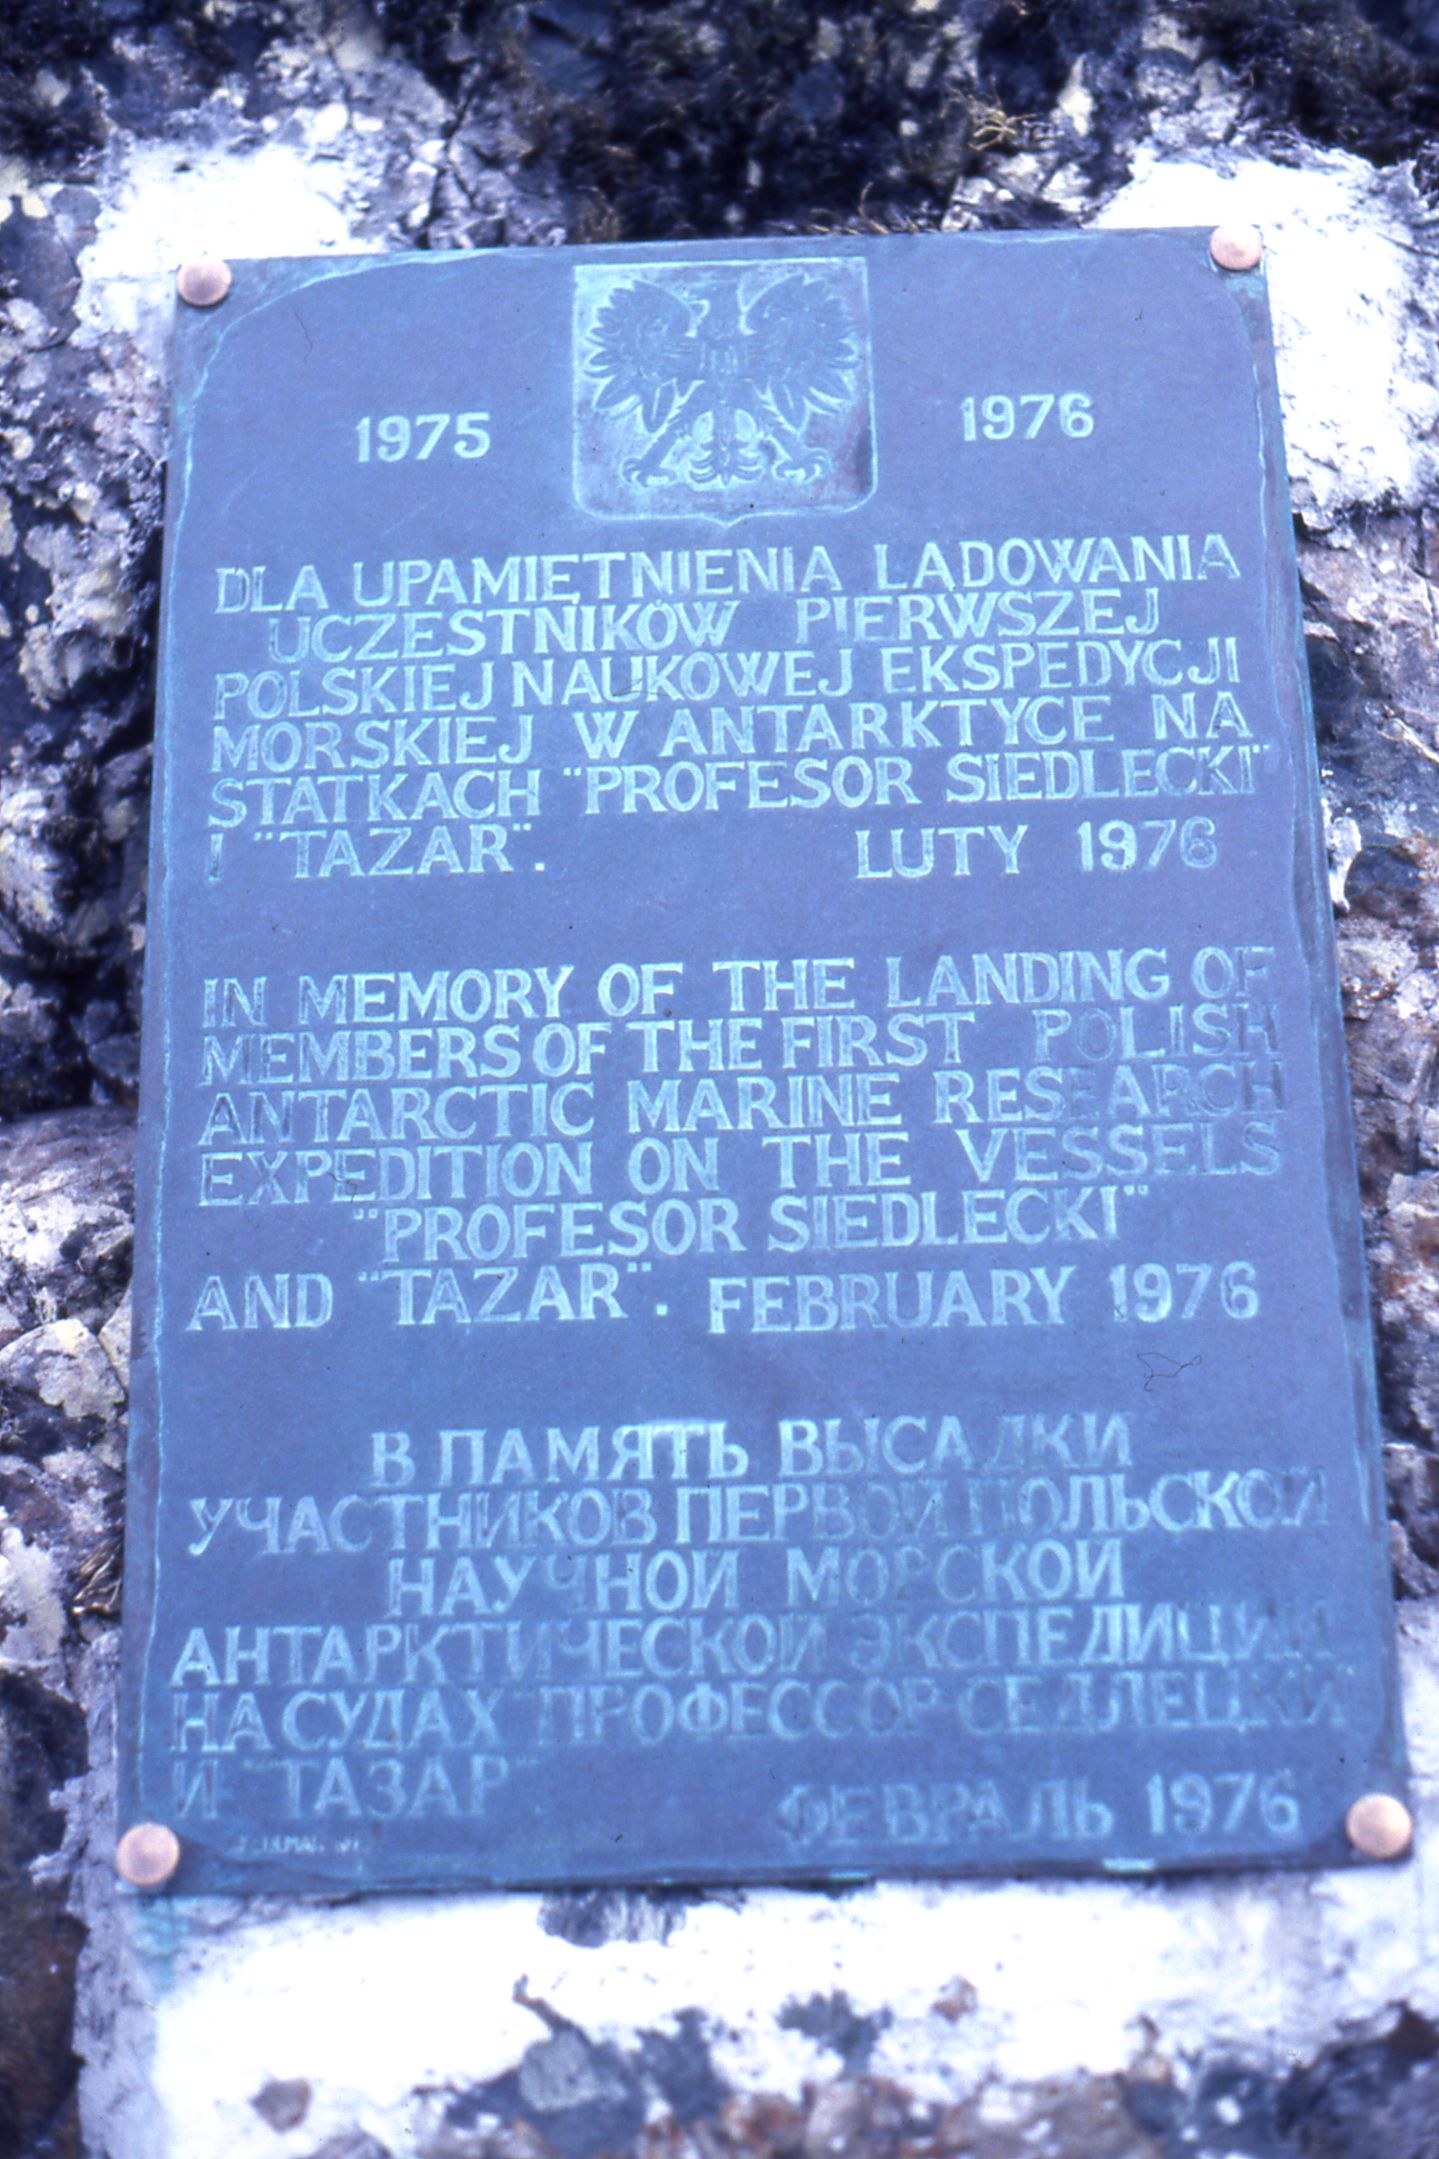 1975 1976
DLA UPAMIĘTNIENIA LĄDOWANIA
UCZESTNIKÓW PIERWSZEJ
POLSKIEJ NAUKOWEJ EKSPEDYCJI
MORSKIEJ W ANTARKTYCE NA
STATKACH "PROFESOR SIEDLECKI"
I "TAZAR". LUTY 1976
IN MEMORY OF THE LANDING OF
MEMBERS OF THE FIRST POLISH
ANTARCTIC MARINE RESEARCH
EXPEDITION ON THE VESSELS
"PROFESOR SIEDLECKI"
AND "TAZAR". FEBRUARY 1976
В ПАМЯТЬ ВЫСАДКИ
УЧАСТНИКОВ ПЕРВОЙ ПОЛЬСКОЙ
НАУЧНОЙ МОРСКОЙ
АНТАРКТИЧЕСКОЙ ЭКСПЕДИЦИИ
НА СУДАХ "ПРОФЕССОР СЕДЛЕЦКИ"
И "ТАЗАР" ФЕВРАЛЬ 1976